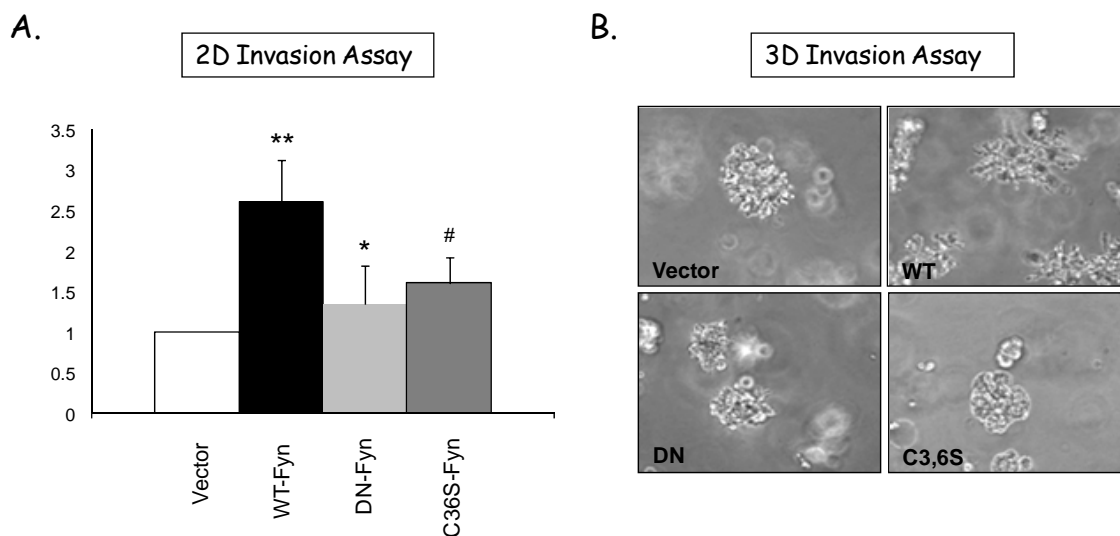 A.
2D Invasion Assay
3.5
3
2.5
2
1.5
1
0.5
0
**
*
#
Vector
WT-Fyn
DN-Fyn
C36S-Fyn
B.
3D Invasion Assay
Vector
WT
DN
C3,6S